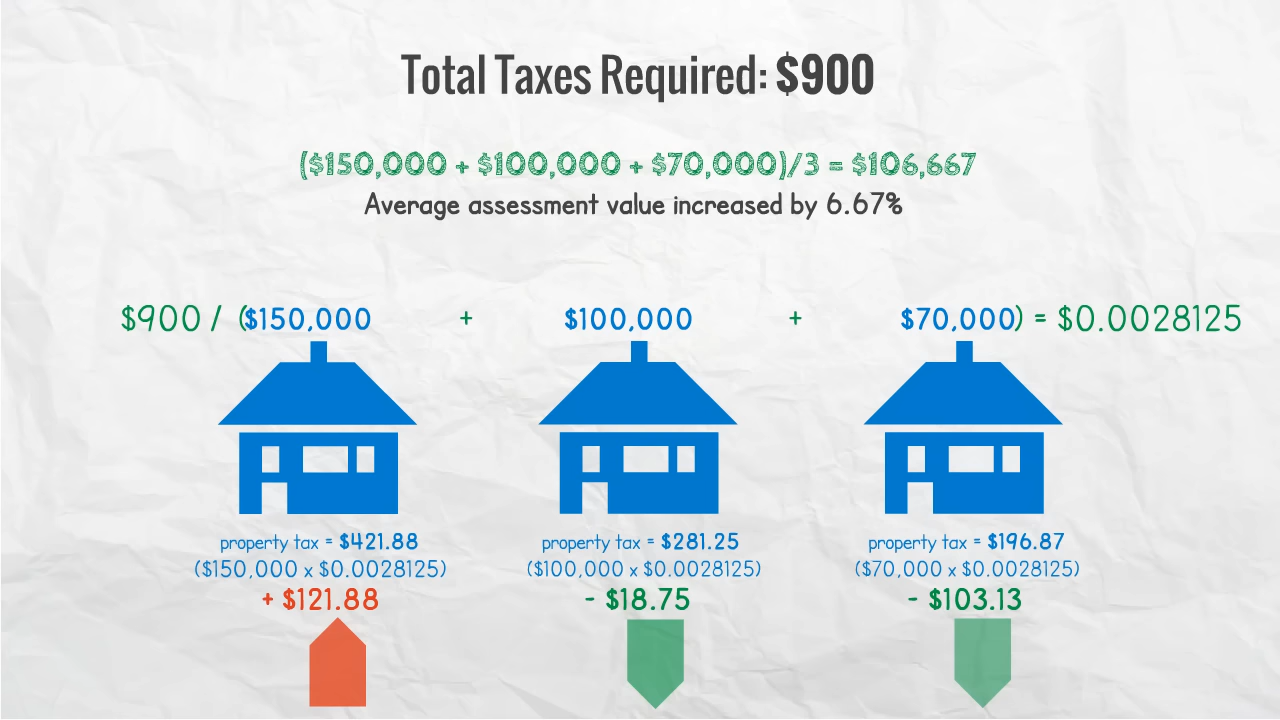 Total Taxes Required: $900
($150,000 + $100,000 + $70,000)/3 = $106,667
Average assessment value increased by 6.67%
$900 / ($150,000 + $100,000 + $70,000) = $0.0028125
property tax = $421.88 property tax = $281.25 property tax = $196.87
($150,000 x $0.0028125) ($100,000 x $0.0028125) ($70,000 x $0.0028125)
+ $121.88 - $18.75 - $103.13